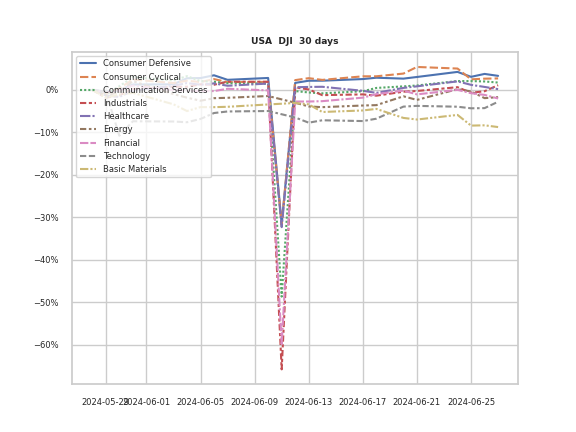 USA DJI 30 days
Consumer Defensive
Consumer Cyclical
Communication Services
Industrials
Healthcare
Energy
Financial
Technology
Basic Materials
0%
−10%
−20%
−30%
−40%
−50%
−60%
2024-05-29 2024-06-01 2024-06-05 2024-06-09 2024-06-13 2024-06-17 2024-06-21 2024-06-25